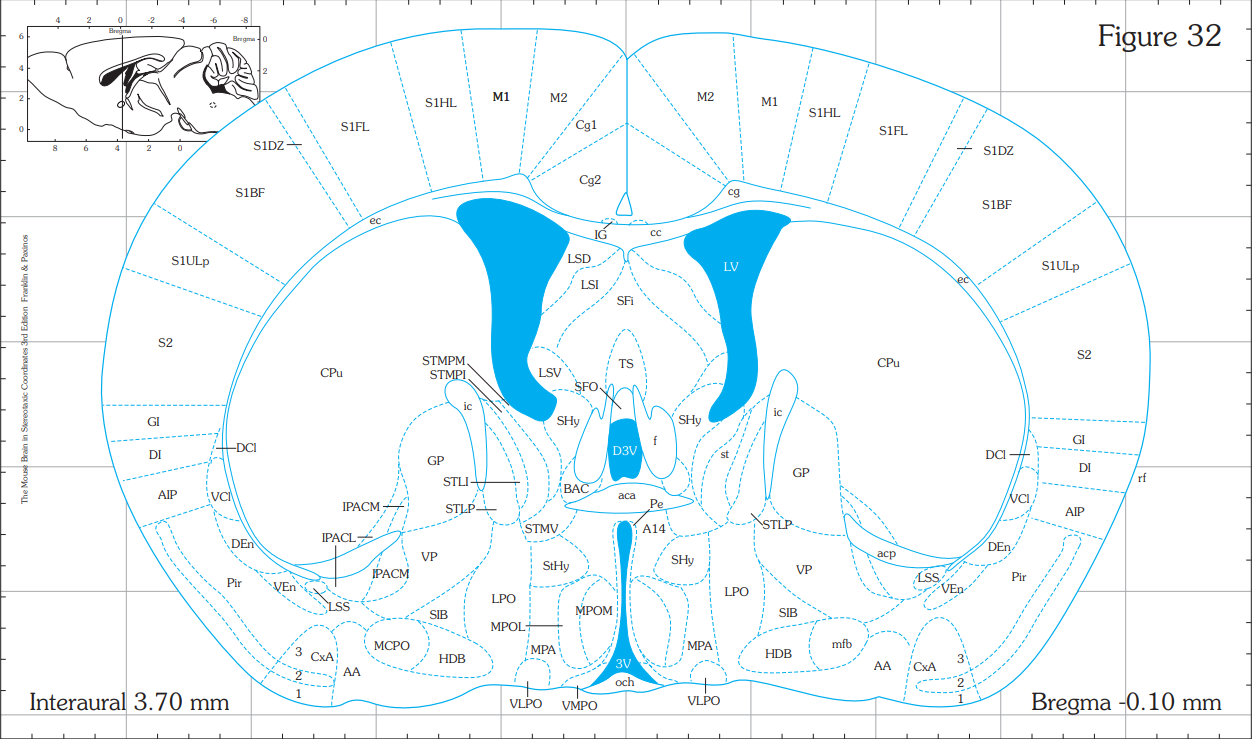 4 2 0 -2 -4 -6 -8
Bregma
Bregma 0
6
4
2
0
2
8 6 4 2 0
Figure 32
M2
M1
M2
M1
S1HL
S1HL
Cg1
S1FL
S1FL
S1DZ
S1DZ
Cg2
S1BF
cg
S1BF
ec
IG
cc
LSD
S1ULp
LV
S1ULp
LSI
ec
SFi
S2
S2
STMPM
TS
CPu
STMPI
LSV
CPu
SFO
ic
ic
GI
SHy
SHy
f
GI
DCl
D3V
st
DCl
DI
GP
GP
DI
rf
STLI
BAC
AIP
VCl
aca
VCl
IPACM
STLP
Pe
AIP
STMV
A14
STLP
IPACL
DEn
VP
DEn
acp
StHy
SHy
VP
Pir
VEn
IPACM
LSS
Pir
VEn
LPO
LPO
LSS
SIB
MPOM
SIB
MPOL
MCPO
MPA
MPA
mfb
3
CxA
HDB
HDB
3
AA
3V
AA
CxA
2
och
2
1
1
VLPO
VMPO
VLPO
Interaural 3.70 mm
Bregma -0.10 mm
The Mouse Brain in Stereotaxic Coordinates 3rd Edition Franklin & Paxinos